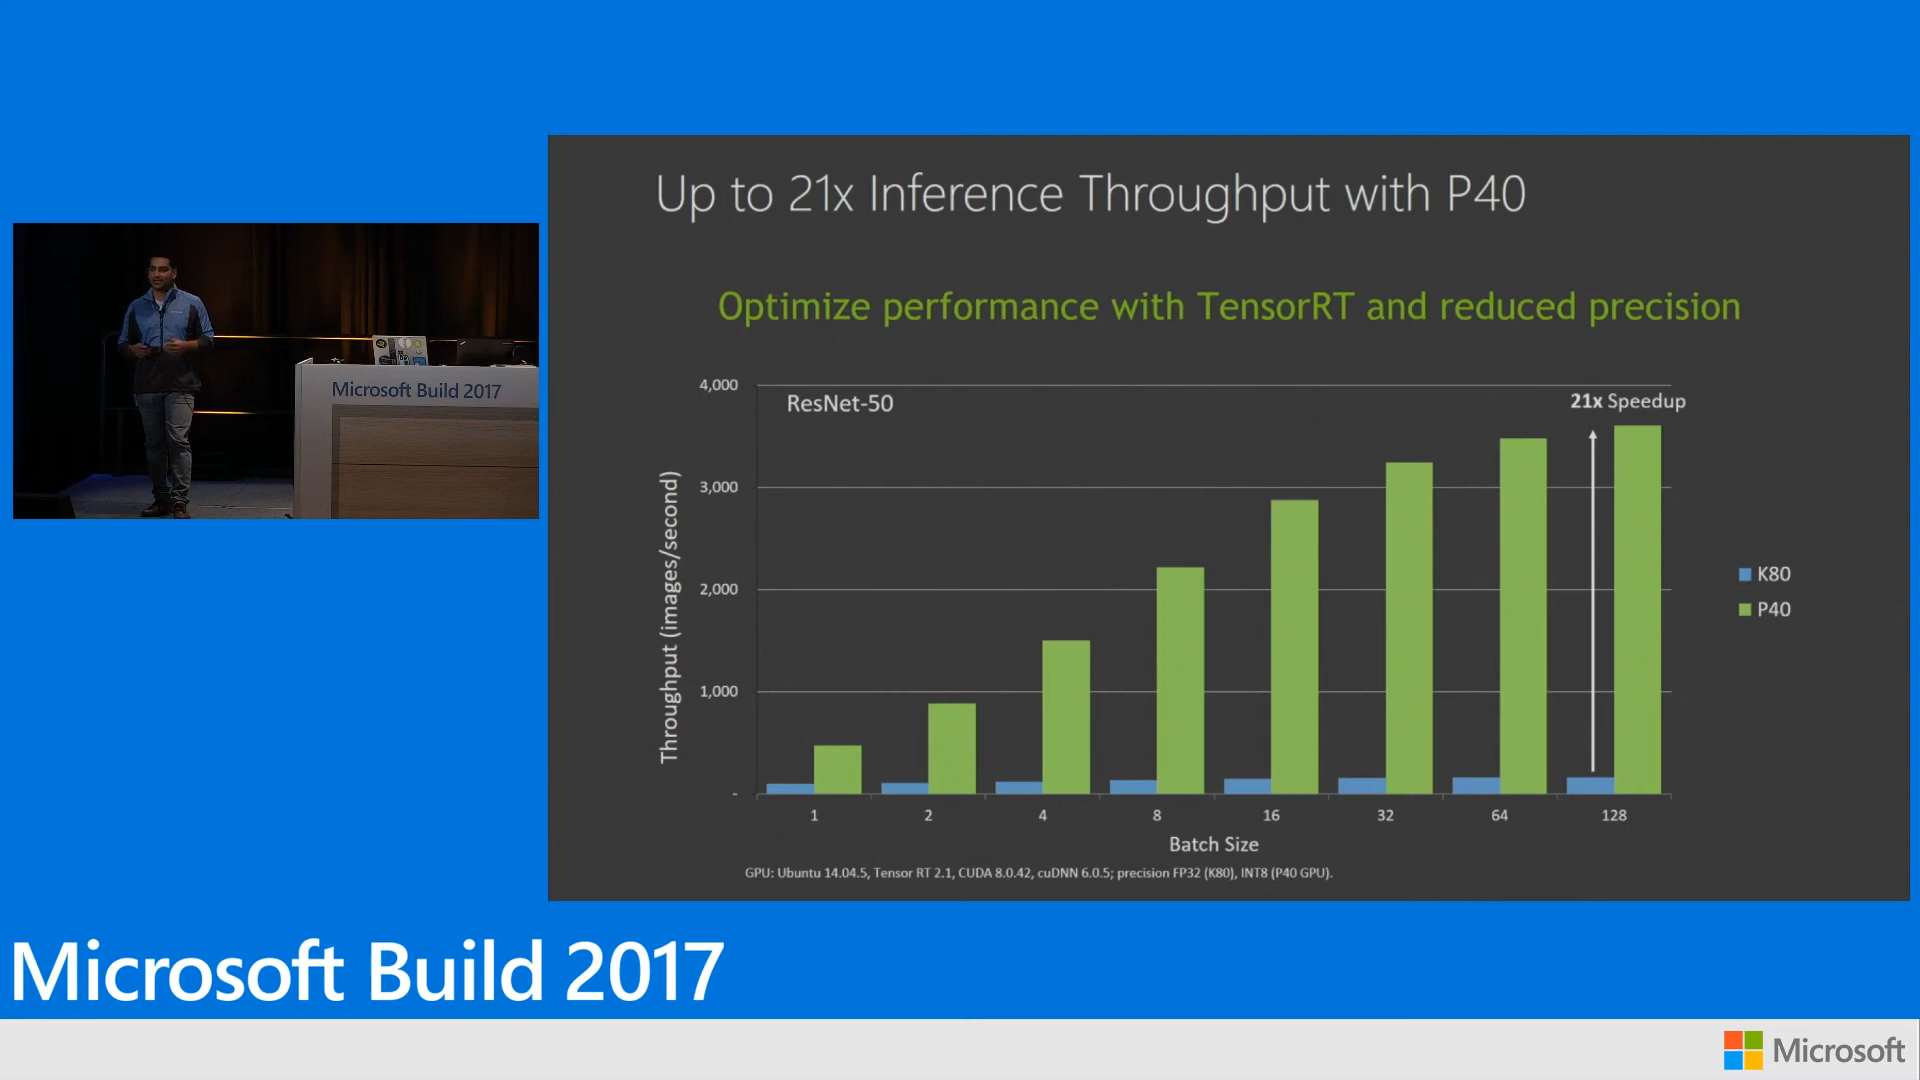 Up to 21x Inference Throughput with P40
Optimize performance with TensorRT and reduced precision
4,000
3,000
2,000
1,000
-
Throughput (images/second)
ResNet-50
21x Speedup
K80
P40
1 2 4 8 16 32 64 128
Batch Size
GPU: Ubuntu 14.04.5, Tensor RT 2.1, CUDA 8.0.42, cuDNN 6.0.5; precision FP32 (K80), INT8 (P40 GPU).
Microsoft Build 2017
Microsoft Build 2017
Microsoft